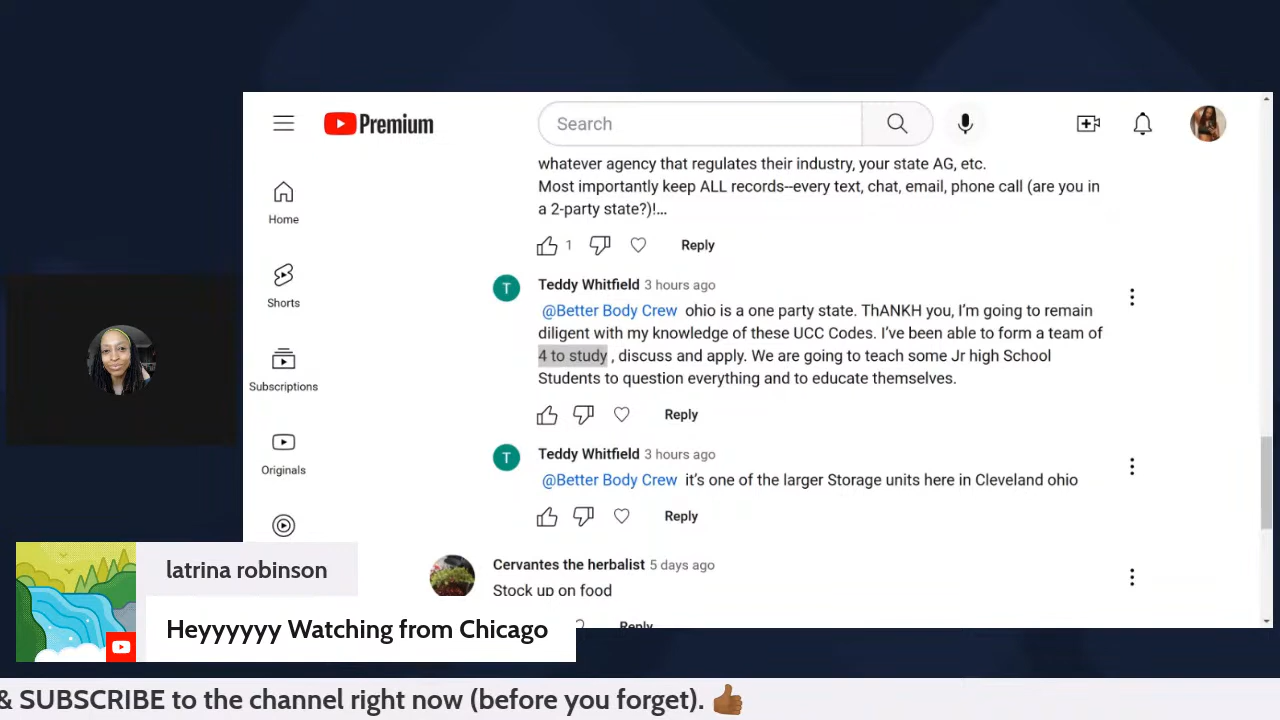 Premium
Search
whatever agency that regulates their industry, your state AG, etc.
Most importantly keep ALL records--every text, chat, email, phone call (are you in
a 2-party state?)!...
1
Reply
Home
Shorts
Subscriptions
Originals
T
Teddy Whitfield 3 hours ago
@Better Body Crew ohio is a one party state. ThANKH you, I'm going to remain
diligent with my knowledge of these UCC Codes. I've been able to form a team of
4 to study , discuss and apply. We are going to teach some Jr high School
Students to question everything and to educate themselves.
Reply
T
Teddy Whitfield 3 hours ago
@Better Body Crew it's one of the larger Storage units here in Cleveland ohio
Reply
Cervantes the herbalist 5 days ago
Stock up on food
Reply
latrina robinson
Heyyyyyy Watching from Chicago
& SUBSCRIBE to the channel right now (before you forget). 👍🏾